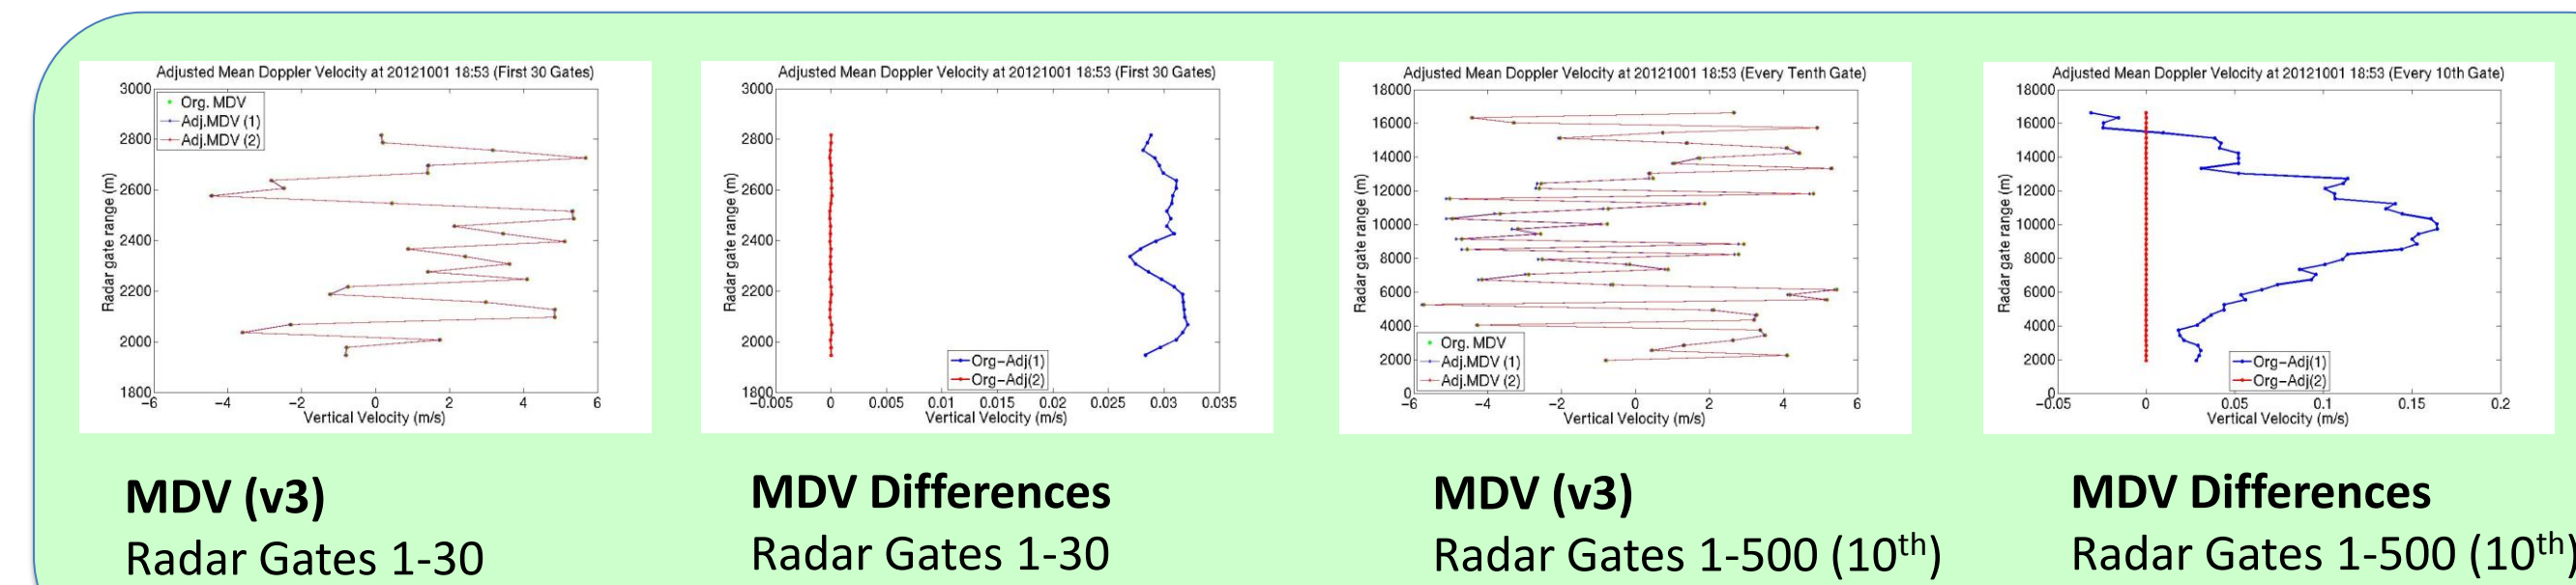 Adjusted Mean Doppler Velocity at 20121001 18:53 (First 30 Gates)
3000
2800
2600
2400
2200
2000
1800
Radar gate range (m)
Org. MDV
Adj.MDV (1)
Adj.MDV (2)
−6 −4 −2 0 2 4 6
Vertical Velocity (m/s)
MDV (v3)
Radar Gates 1-30
Adjusted Mean Doppler Velocity at 20121001 18:53 (First 30 Gates)
3000
2800
2600
2400
2200
2000
1800
Radar gate range (m)
Org−Adj(1)
Org−Adj(2)
−0.005 0 0.005 0.01 0.015 0.02 0.025 0.03 0.035
Vertical Velocity (m/s)
MDV Differences
Radar Gates 1-30
Adjusted Mean Doppler Velocity at 20121001 18:53 (Every Tenth Gate)
18000
16000
14000
12000
10000
8000
6000
4000
2000
0
Radar gate range (m)
Org. MDV
Adj.MDV (1)
Adj.MDV (2)
−6 −4 −2 0 2 4 6
Vertical Velocity (m/s)
MDV (v3)
Radar Gates 1-500 (10th)
Adjusted Mean Doppler Velocity at 20121001 18:53 (Every 10th Gate)
18000
16000
14000
12000
10000
8000
6000
4000
2000
0
Radar gate range (m)
Org−Adj(1)
Org−Adj(2)
−0.05 0 0.05 0.1 0.15 0.2
Vertical Velocity (m/s)
MDV Differences
Radar Gates 1-500 (10th)